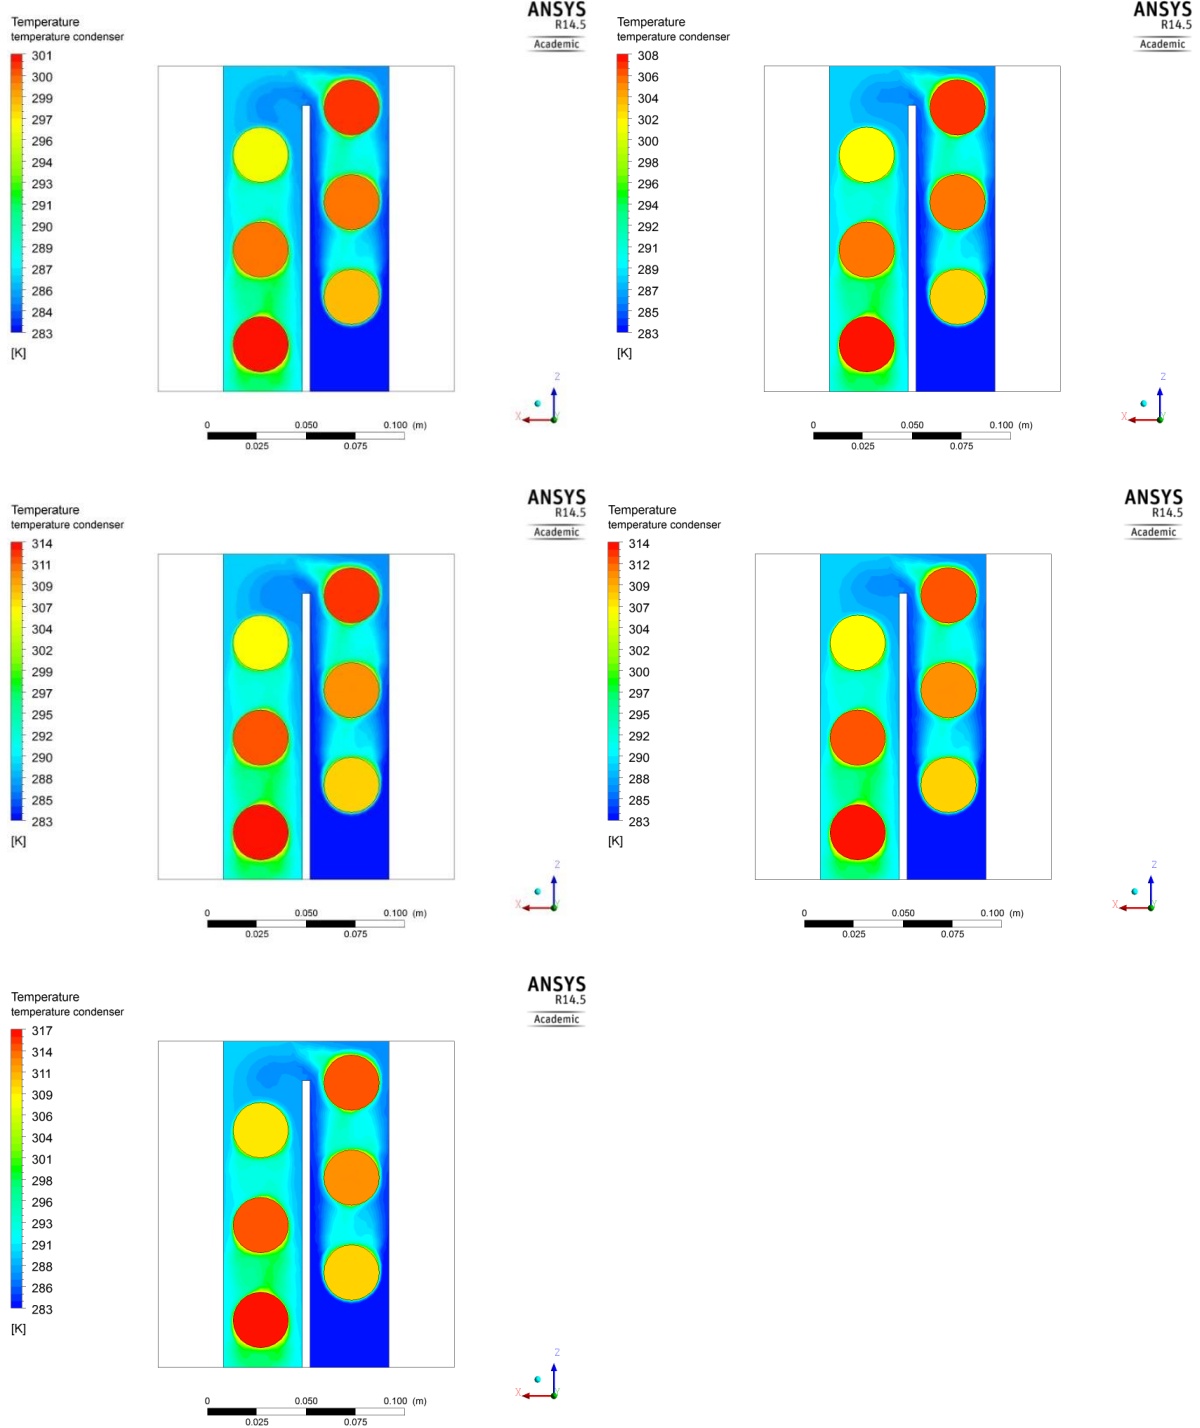 ANSYS
R14.5
Academic
Temperature
temperature condenser
301
300
299
297
296
294
293
291
290
289
287
286
284
283
[K]
Z
X
Y
0 0.050 0.100 (m)
0.025 0.075
ANSYS
R14.5
Academic
Temperature
temperature condenser
308
306
304
302
300
298
296
294
292
291
289
287
285
283
[K]
Z
X
Y
0 0.050 0.100 (m)
0.025 0.075
ANSYS
R14.5
Academic
Temperature
temperature condenser
314
311
309
307
304
302
299
297
295
292
290
288
285
283
[K]
Z
X
Y
0 0.050 0.100 (m)
0.025 0.075
ANSYS
R14.5
Academic
Temperature
temperature condenser
314
312
309
307
304
302
300
297
295
292
290
288
285
283
[K]
Z
X
Y
0 0.050 0.100 (m)
0.025 0.075
ANSYS
R14.5
Academic
Temperature
temperature condenser
317
314
311
309
306
304
301
298
296
293
291
288
286
283
[K]
Z
X
Y
0 0.050 0.100 (m)
0.025 0.075